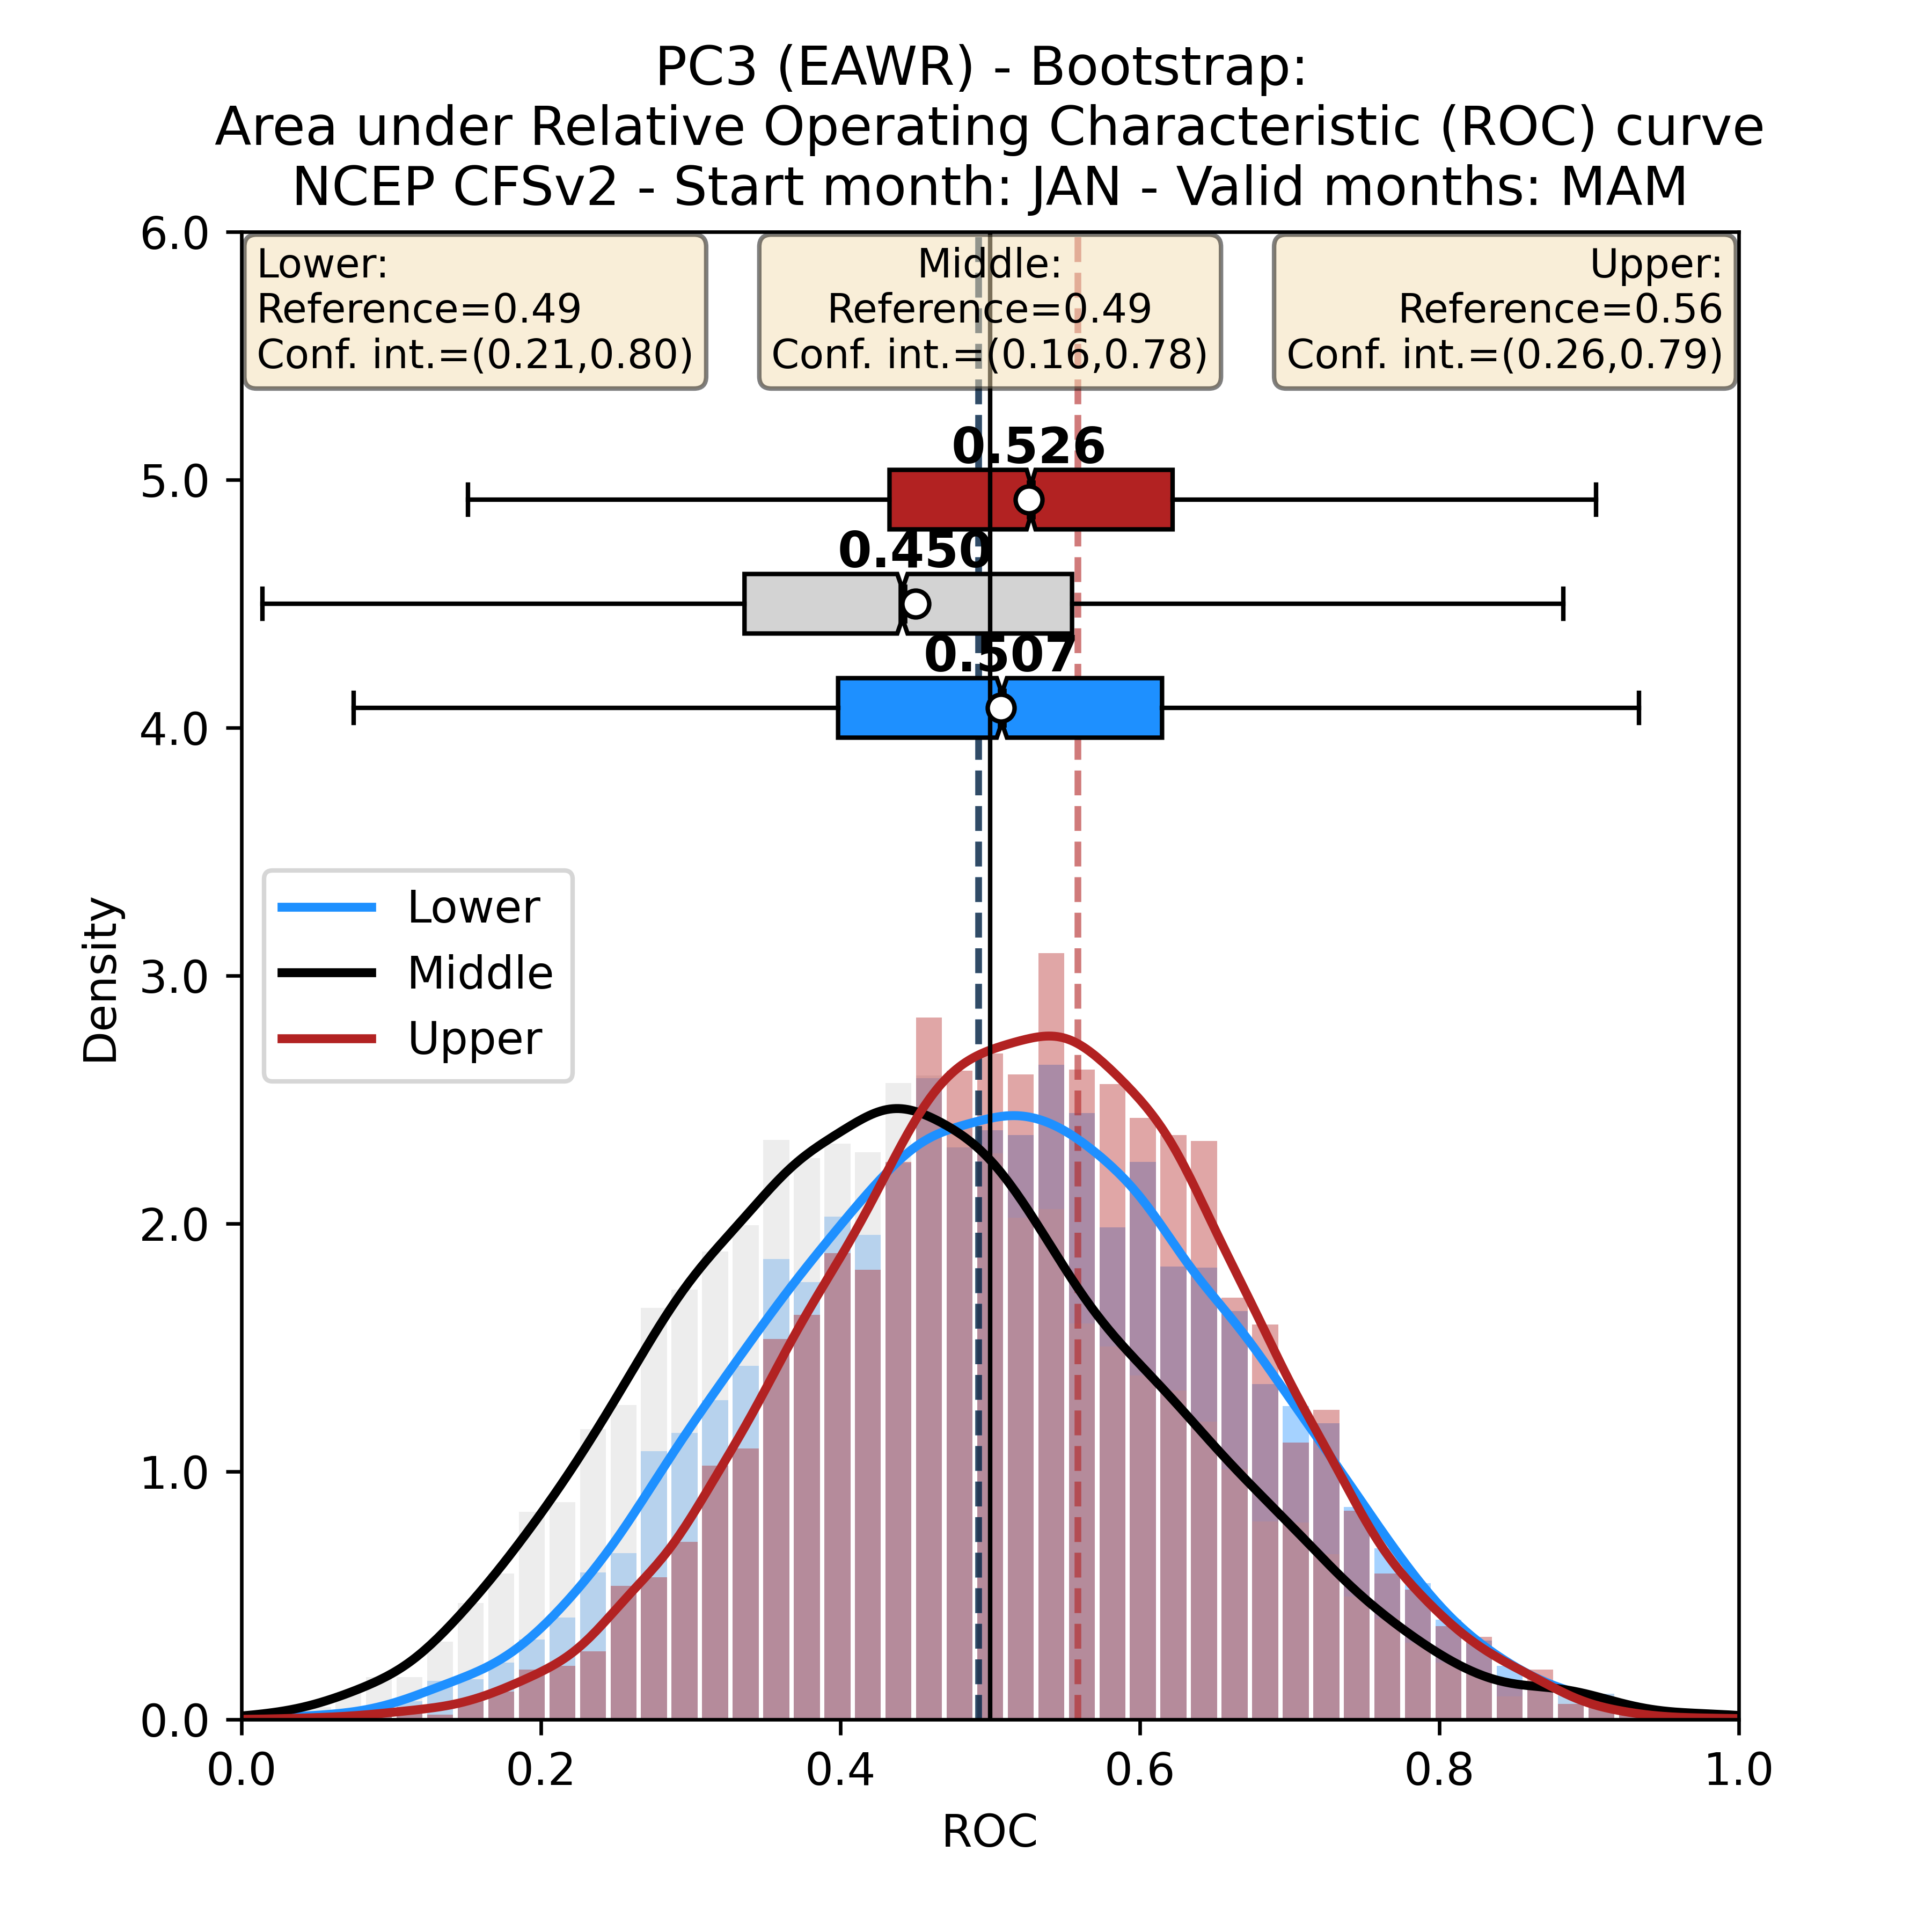 PC3 (EAWR) - Bootstrap:
Area under Relative Operating Characteristic (ROC) curve
NCEP CFSv2 - Start month: JAN - Valid months: MAM
6.0
Lower:
Reference=0.49
Conf. int.=(0.21,0.80)
Middle:
Reference=0.49
Conf. int.=(0.16,0.78)
Upper:
Reference=0.56
Conf. int.=(0.26,0.79)
0.526
5.0
0.450
0.507
4.0
Lower
Middle
Upper
Density
3.0
2.0
1.0
0.0
0.0 0.2 0.4 0.6 0.8 1.0
ROC